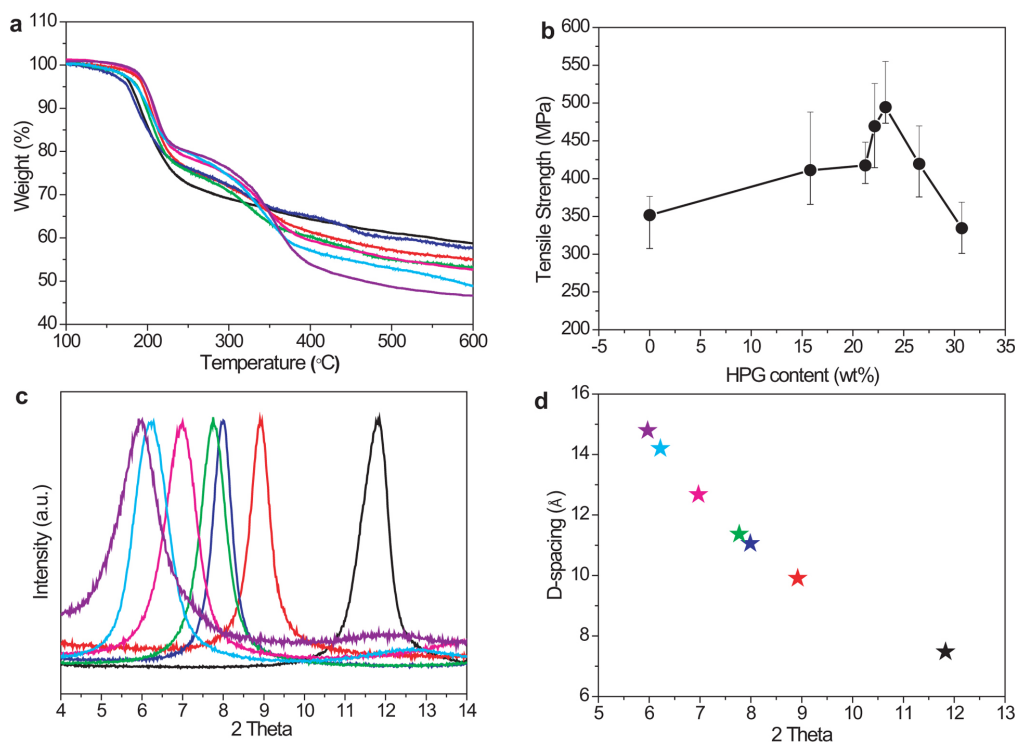 a
110
100
90
80
70
60
50
40
Weight (%)
100 200 300 400 500 600
Temperature (°C)
b
600
550
500
450
400
350
300
250
200
Tensile Strength (MPa)
-5 0 5 10 15 20 25 30 35
HPG content (wt%)
c
Intensity (a.u.)
4 5 6 7 8 9 10 11 12 13 14
2 Theta
d
16
14
12
10
8
6
D-spacing (Å)
5 6 7 8 9 10 11 12 13
2 Theta